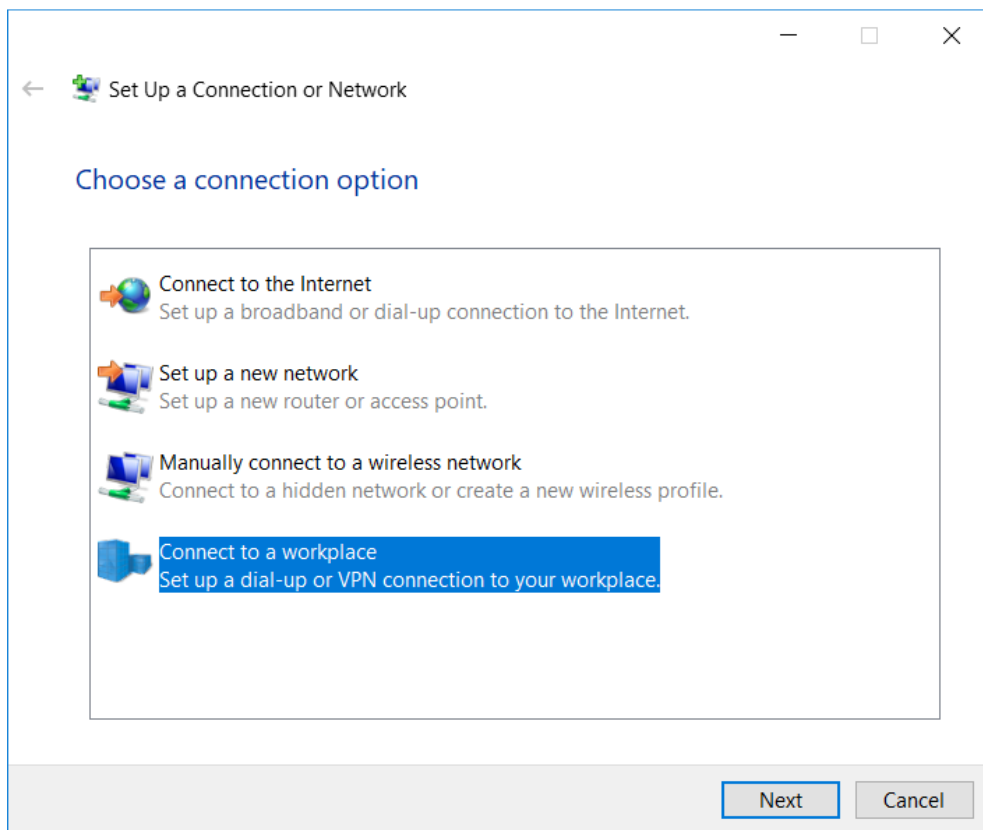 Set Up a Connection or Network
Choose a connection option
Connect to the Internet
Set up a broadband or dial-up connection to the Internet.
Set up a new network
Set up a new router or access point.
Manually connect to a wireless network
Connect to a hidden network or create a new wireless profile.
Connect to a workplace
Set up a dial-up or VPN connection to your workplace.
Next
Cancel